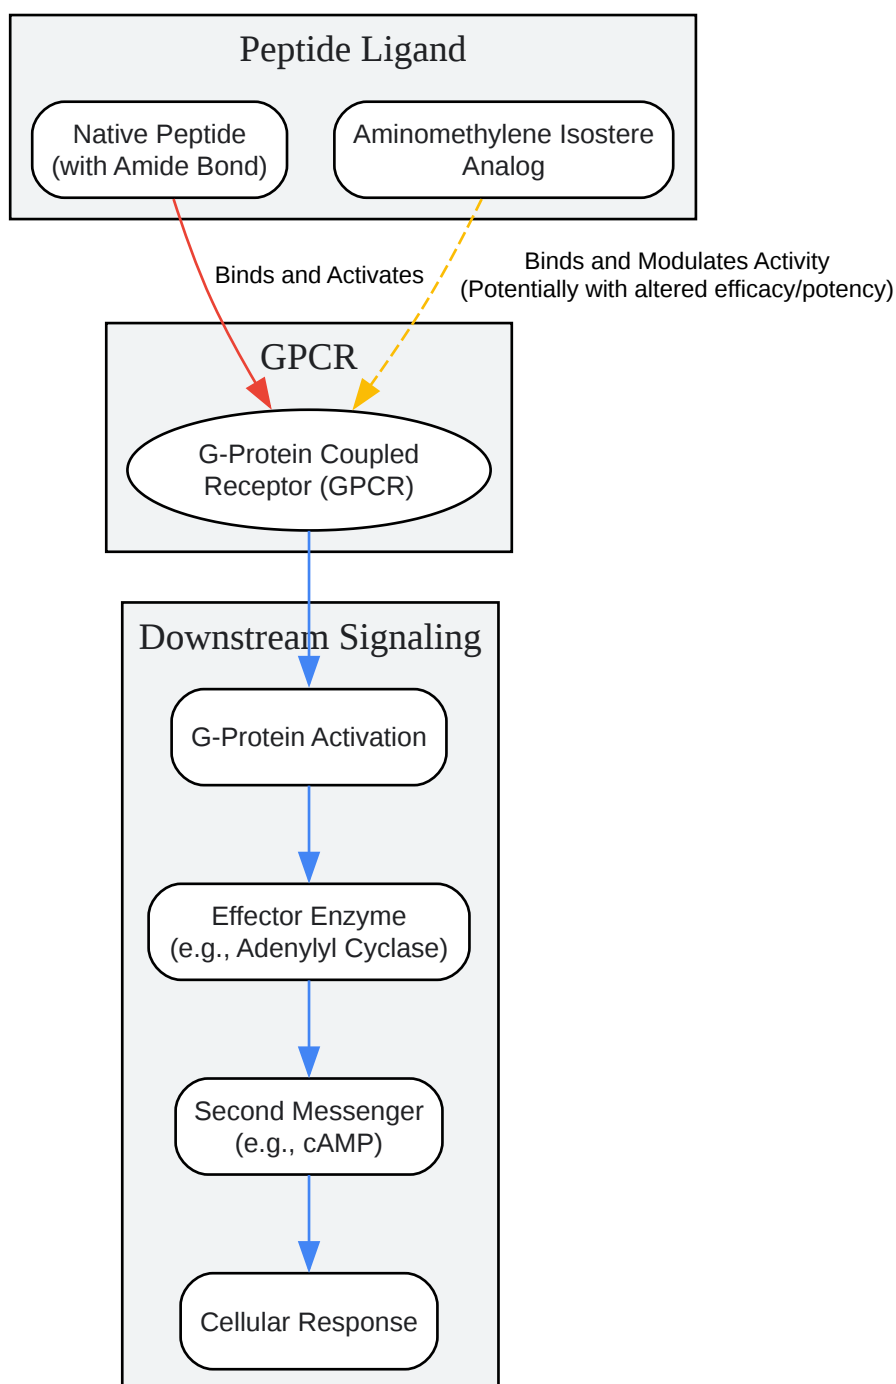 Peptide Ligand
Native Peptide
(with Amide Bond)
Aminomethylene Isostere
Analog
Binds and Activates
Binds and Modulates Activity
(Potentially with altered efficacy/potency)
GPCR
G-Protein Coupled
Receptor (GPCR)
Downstream Signaling
G-Protein Activation
Effector Enzyme
(e.g., Adenylyl Cyclase)
Second Messenger
(e.g., cAMP)
Cellular Response